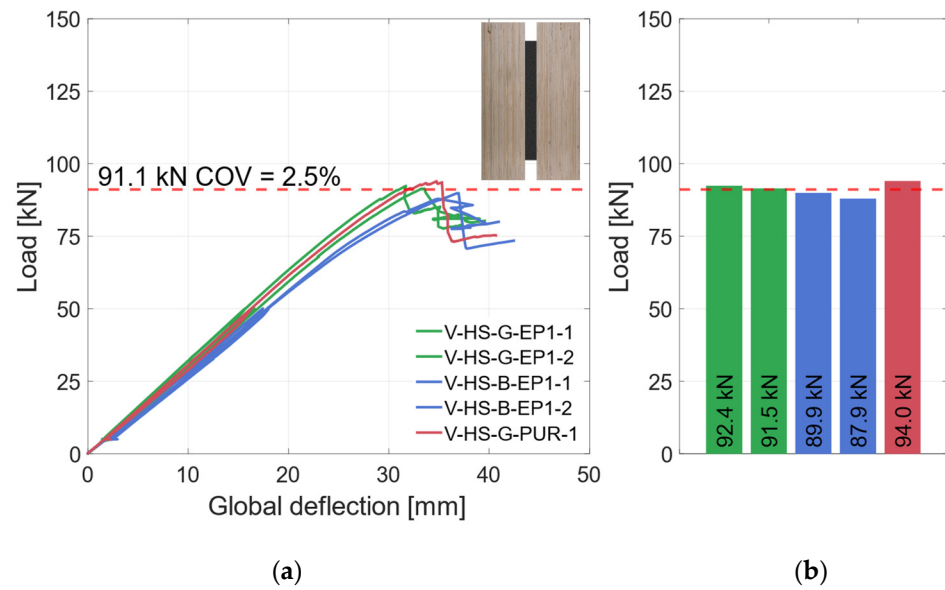 150
125
100
75
50
25
0
Load [kN]
91.1 kN COV = 2.5%
V-HS-G-EP1-1
V-HS-G-EP1-2
V-HS-B-EP1-1
V-HS-B-EP1-2
V-HS-G-PUR-1
0 10 20 30 40 50
Global deflection [mm]
(a)
150
125
100
75
50
25
0
Load [kN]
92.4 kN
91.5 kN
89.9 kN
87.9 kN
94.0 kN
(b)